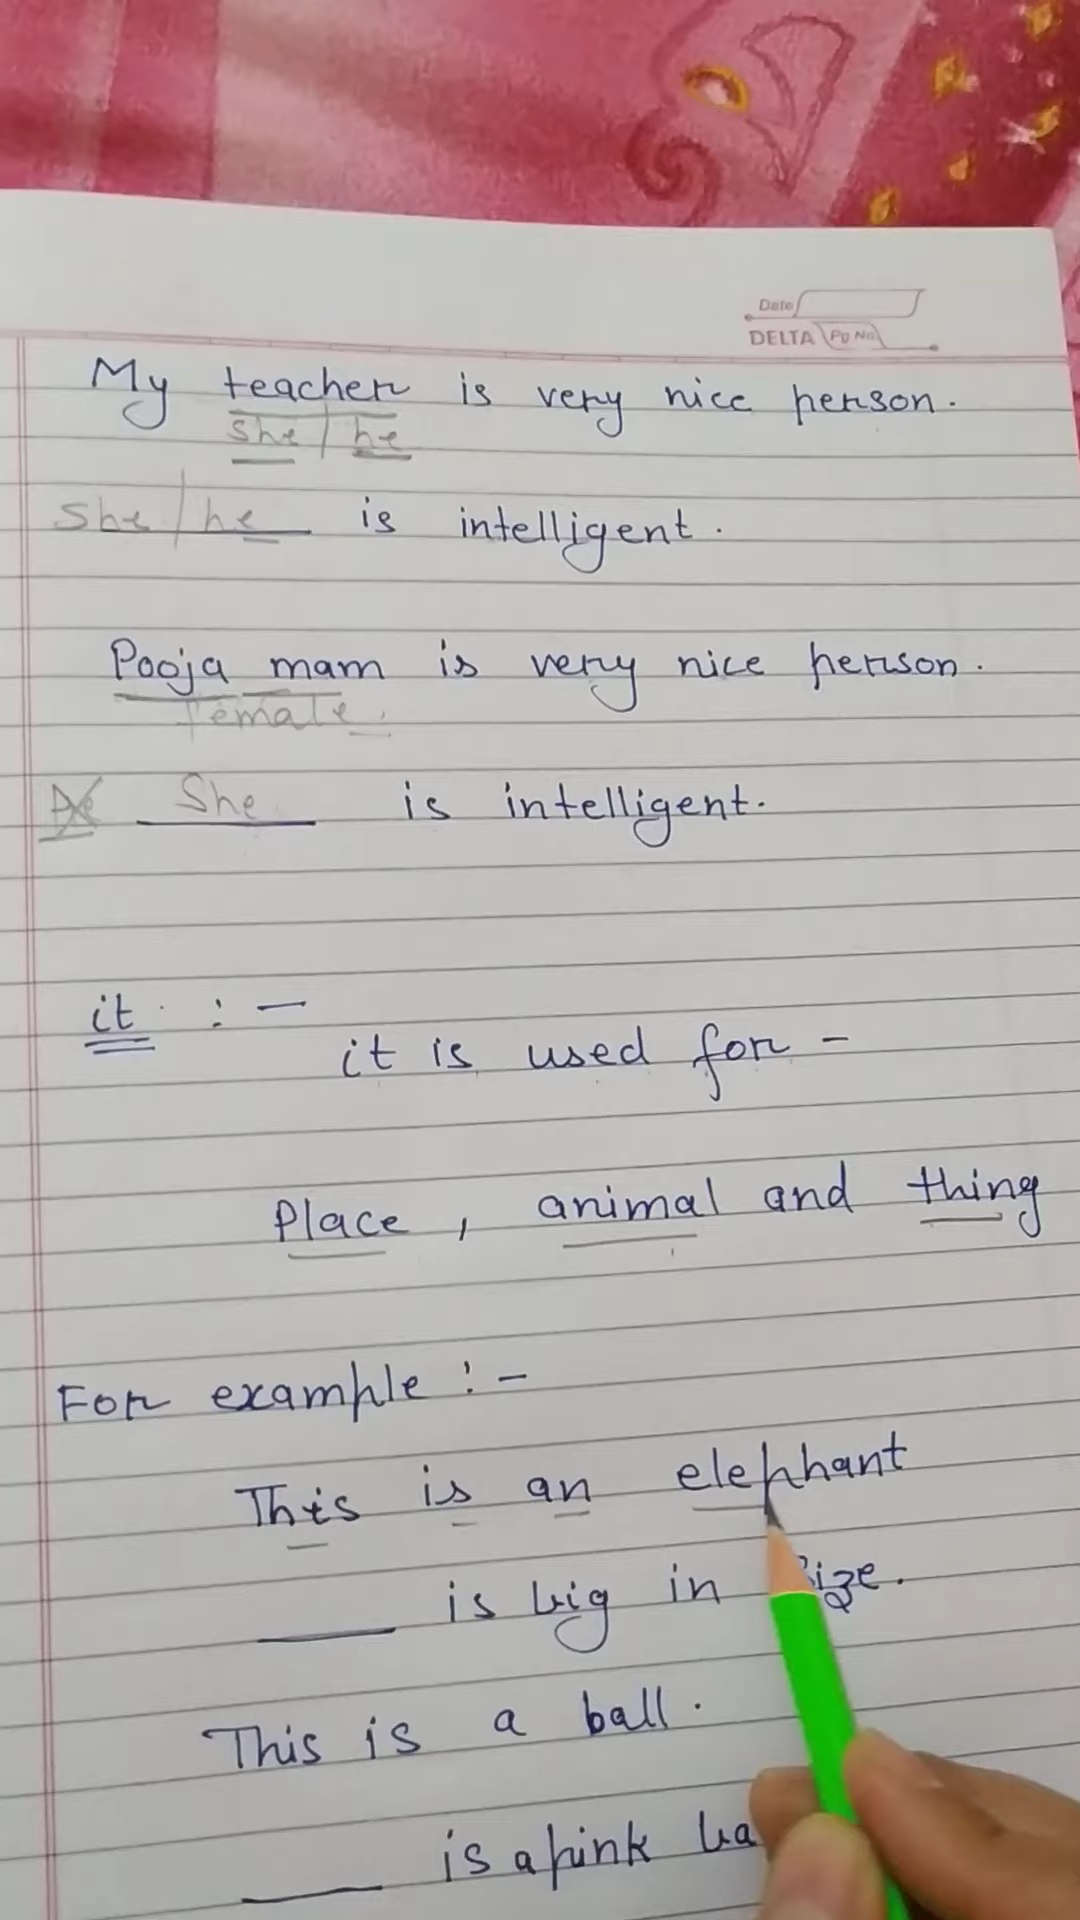 Date
DELTA Pg No
My teacher is very nice person.
she / he
she / he is intelligent.
Pooja mam is very nice person.
female.
She is intelligent.
it : -
it is used for -
Place , animal and thing
For example : -
This is an elephant
is big in size.
This is a ball.
is a pink ba